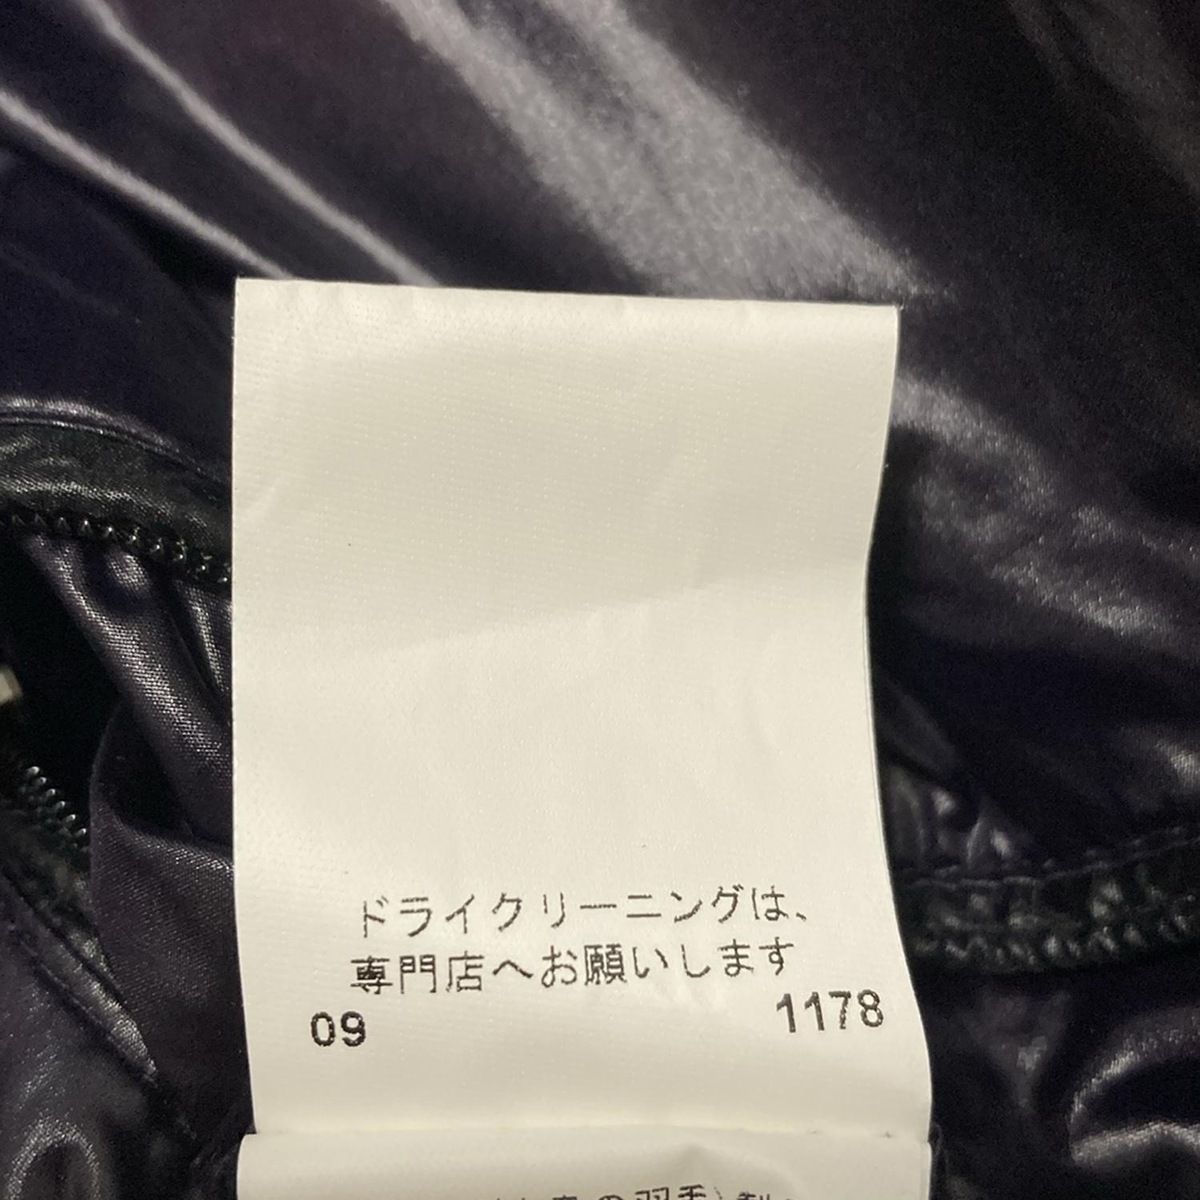 ドライクリーニングは、
専門店へお願いします
09 1178